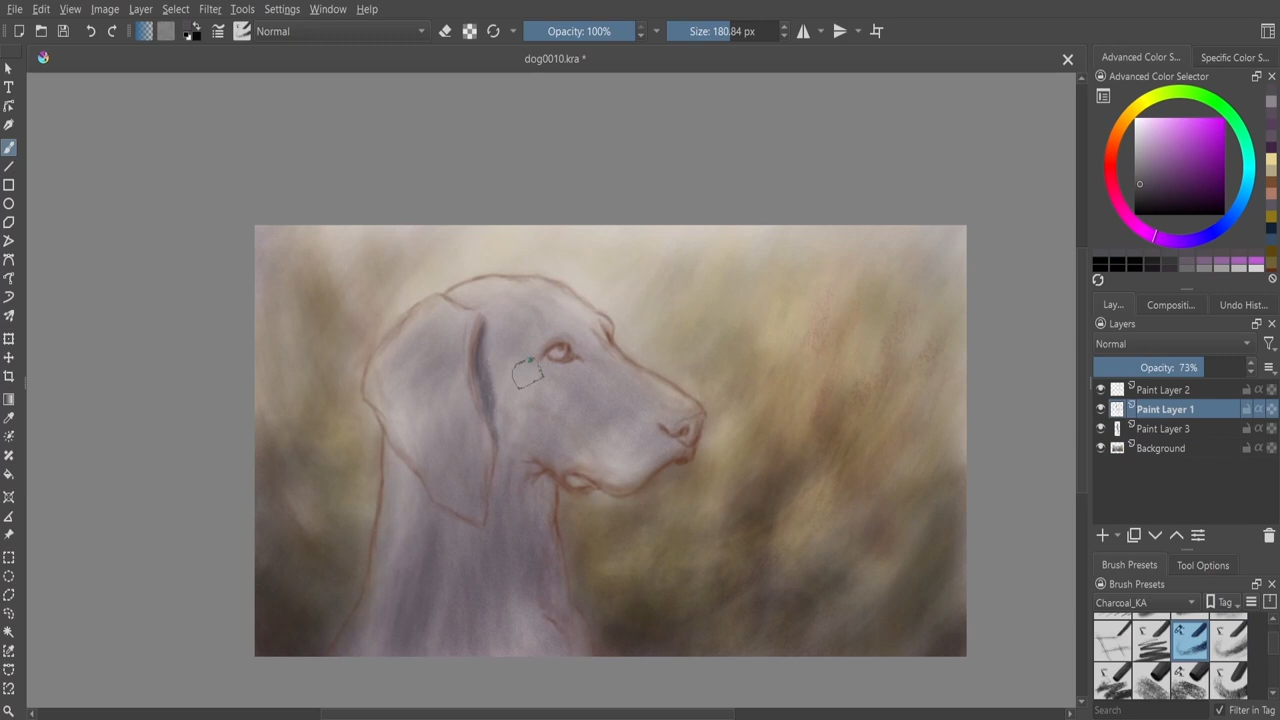 File Edit View Image Layer Select Filter Tools Settings Window Help
Normal Opacity: 100% Size: 180.84 px
dog0010.kra *
Advanced Color S... Specific Color S...
Advanced Color Selector
Lay... Compositi... Undo Hist...
Layers
Normal
Opacity: 73%
Paint Layer 2
Paint Layer 1
Paint Layer 3
Background
Brush Presets Tool Options
Brush Presets
Charcoal_KA Tag
Search Filter in Tag